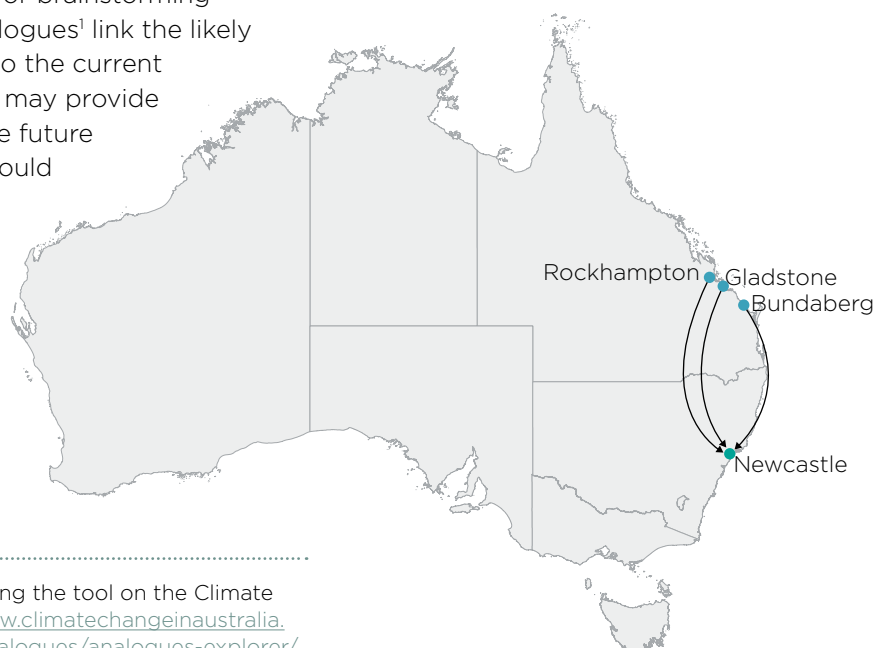 or brainstorming
logues¹ link the likely
o the current
may provide
e future
ould
Rockhampton
Gladstone
Bundaberg
Newcastle
ng the tool on the Climate
w.climatechangeinaustralia.
alogues/analogues-explorer/